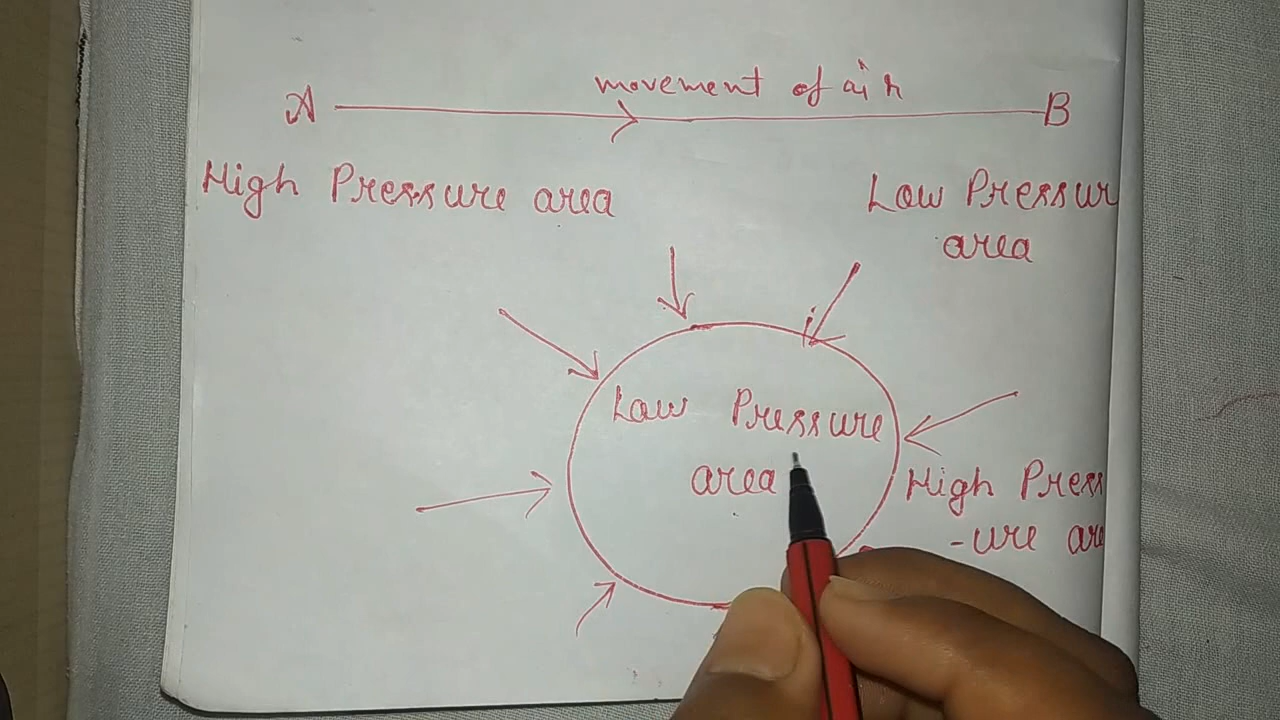 movement of air
A B
High Pressure area
Low Pressur
area
Low Pressure
area
High Press
-ure are